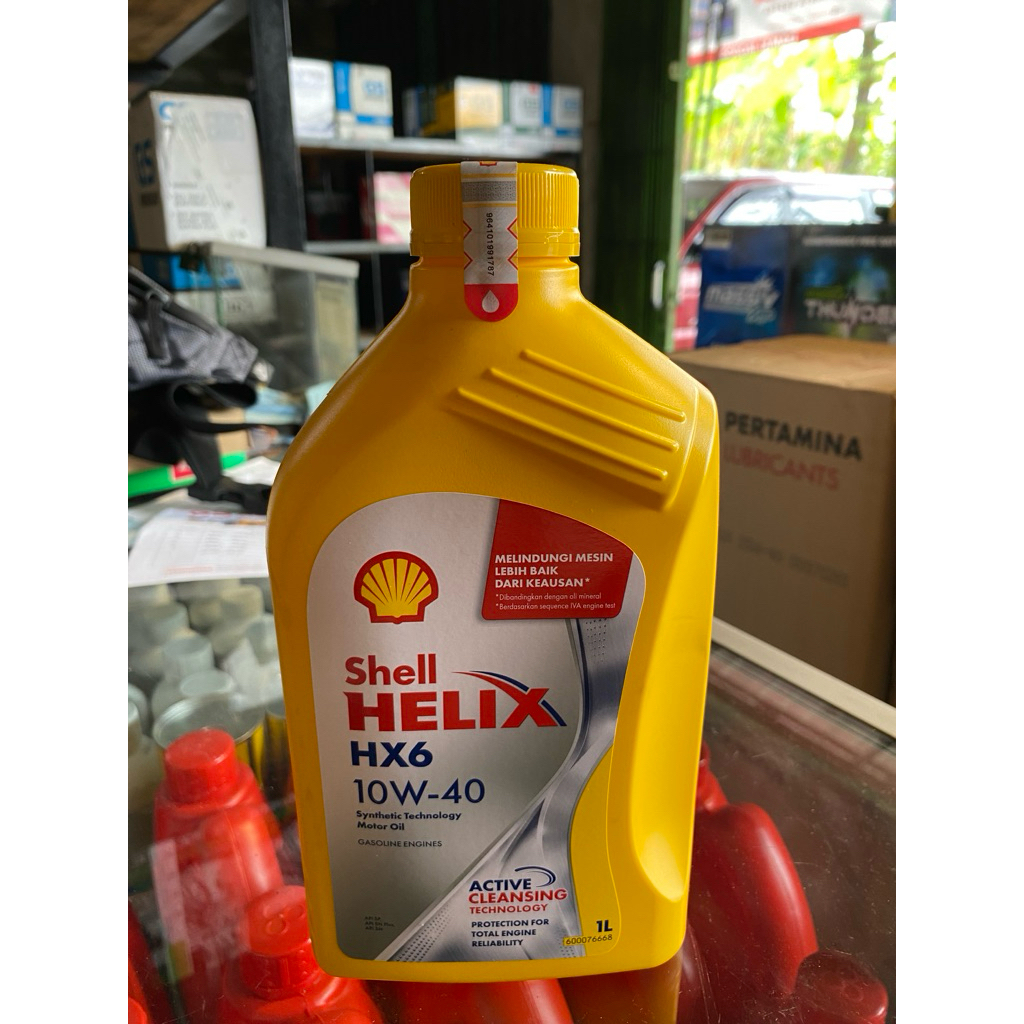 964101991787
MELINDUNGI MESIN
LEBIH BAIK
DARI KEAUSAN*
*Dibandingkan dengan oli mineral
*Berdasarkan sequence IVA engine test
Shell
HELIX
HX6
10W-40
Synthetic Technology
Motor Oil
GASOLINE ENGINES
ACTIVE
CLEANSING
TECHNOLOGY
PROTECTION FOR
TOTAL ENGINE
RELIABILITY
1L
600076668
PERTAMINA
LUBRICANTS
THUNDER